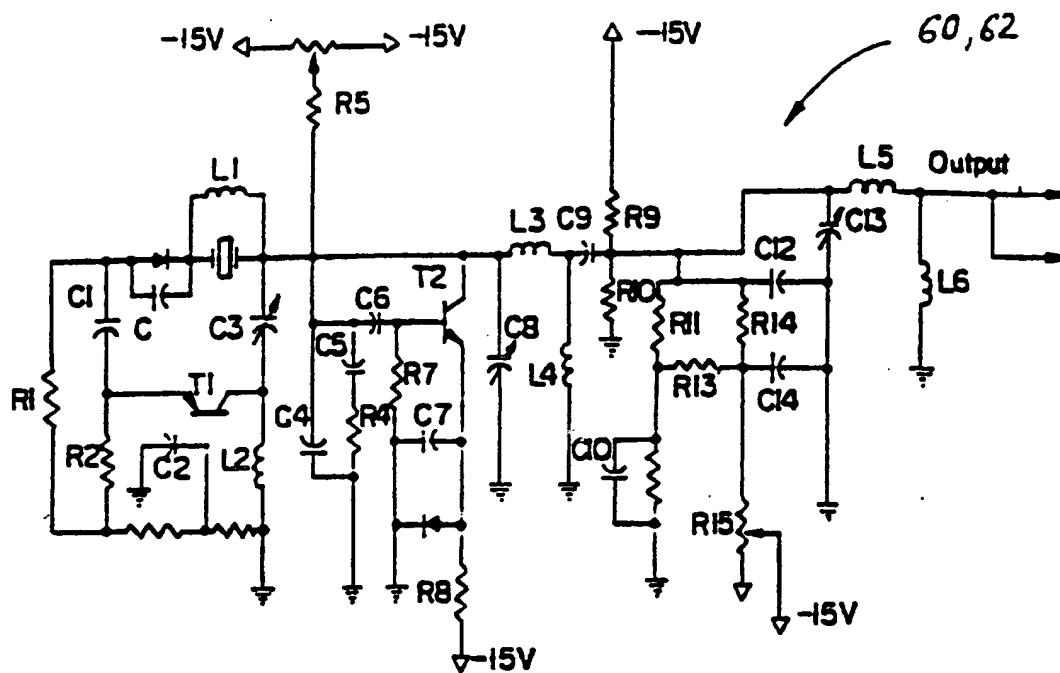 -15V -15V -15V 60,62
R5
L1 L5 Output
L3 C9 R9 C13
T2 C12
C1 C C3 C6 R10 L6
C5 C8 R11 R14
R1 T1 R7 L4 R13 C14
R2 C2 L2 C4 R4 C7 C10
R15
R8 -15V
-15V